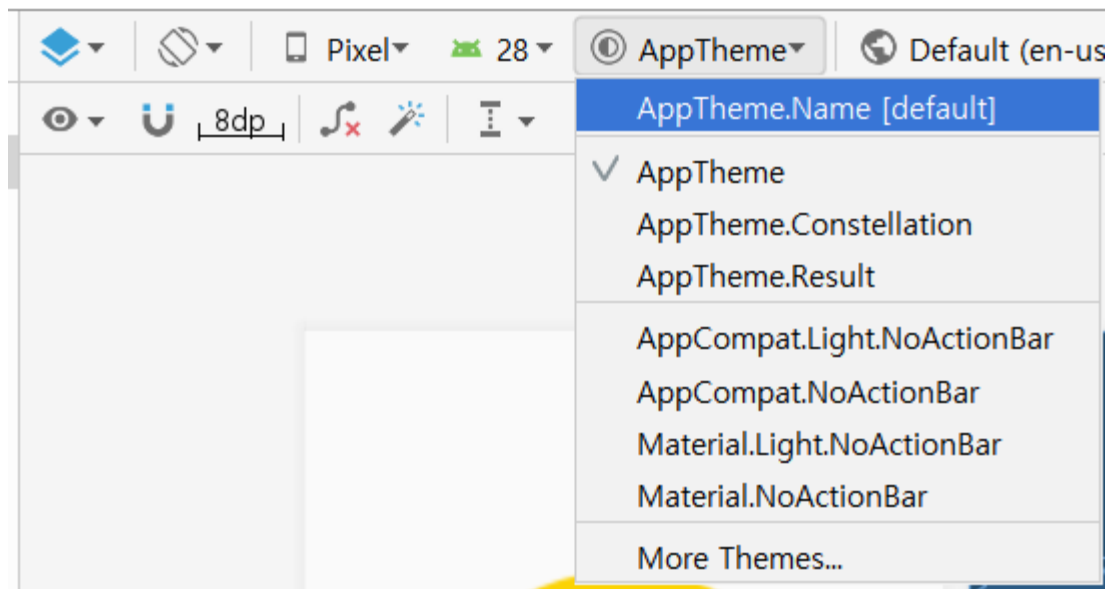 Pixel 28 AppTheme Default (en-us
8dp
AppTheme.Name [default]
AppTheme
AppTheme.Constellation
AppTheme.Result
AppCompat.Light.NoActionBar
AppCompat.NoActionBar
Material.Light.NoActionBar
Material.NoActionBar
More Themes...